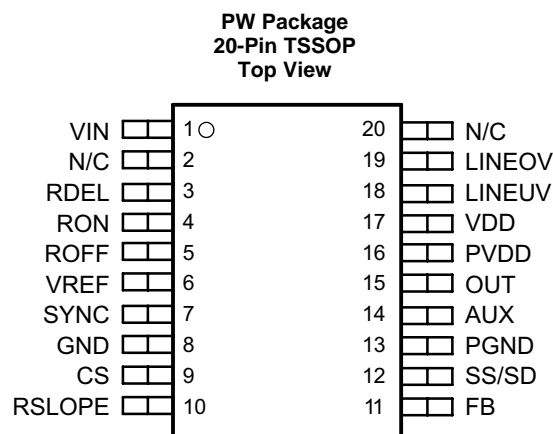 PW Package
20-Pin TSSOP
Top View
VIN 1 20 N/C
N/C 2 19 LINEOV
RDEL 3 18 LINEUV
RON 4 17 VDD
ROFF 5 16 PVDD
VREF 6 15 OUT
SYNC 7 14 AUX
GND 8 13 PGND
CS 9 12 SS/SD
RSLOPE 10 11 FB